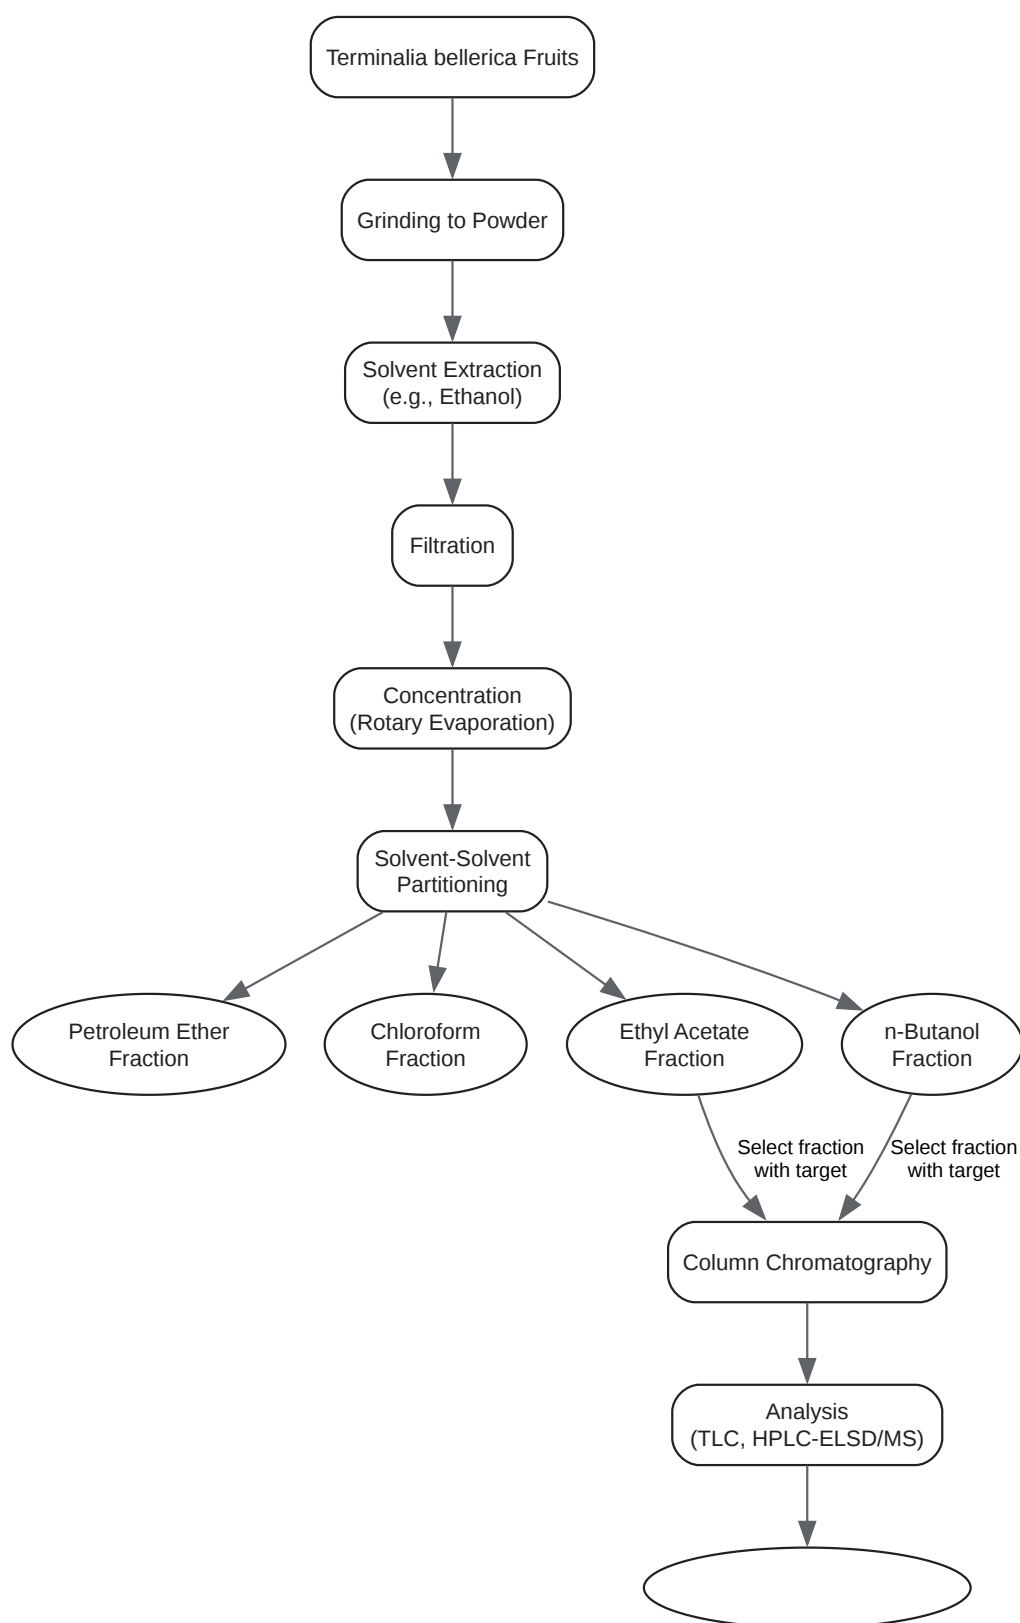 Terminalia bellerica Fruits
Grinding to Powder
Solvent Extraction
(e.g., Ethanol)
Filtration
Concentration
(Rotary Evaporation)
Solvent-Solvent
Partitioning
Petroleum Ether
Fraction
Chloroform
Fraction
Ethyl Acetate
Fraction
n-Butanol
Fraction
Select fraction
with target
Select fraction
with target
Column Chromatography
Analysis
(TLC, HPLC-ELSD/MS)